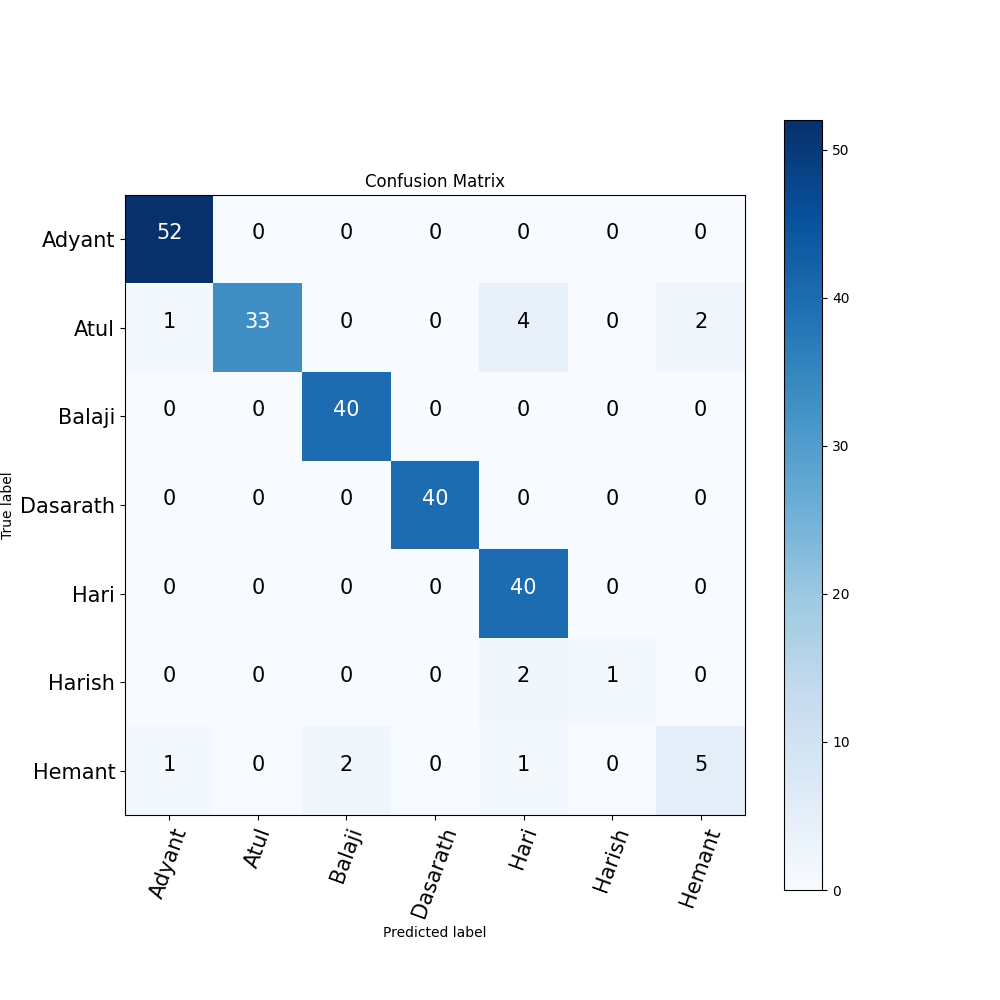 Confusion Matrix
Adyant 52 0 0 0 0 0 0
Atul 1 33 0 0 4 0 2
Balaji 0 0 40 0 0 0 0
Dasarath 0 0 0 40 0 0 0
Hari 0 0 0 0 40 0 0
Harish 0 0 0 0 2 1 0
Hemant 1 0 2 0 1 0 5
True label
Adyant Atul Balaji Dasarath Hari Harish Hemant
Predicted label
50
40
30
20
10
0